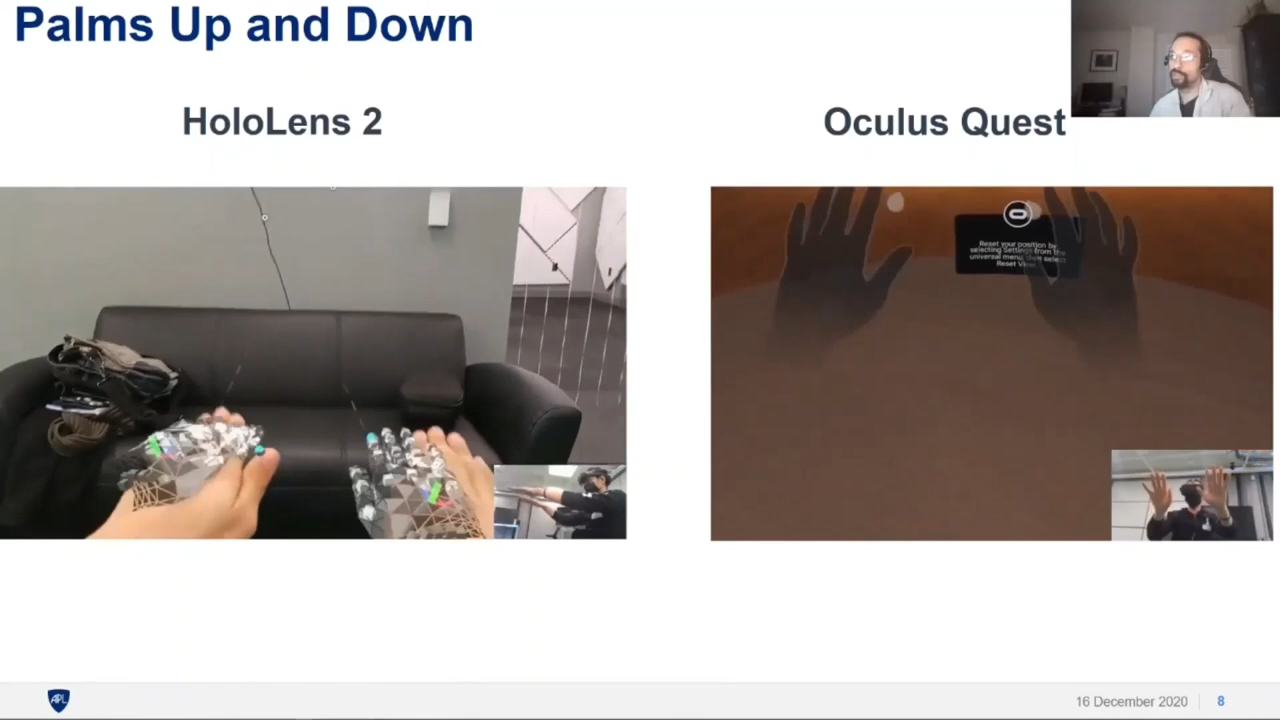 Palms Up and Down
HoloLens 2
Oculus Quest
Reset your position by
selecting Settings from the
universal menu, then select
Reset View.
APL
16 December 2020
8